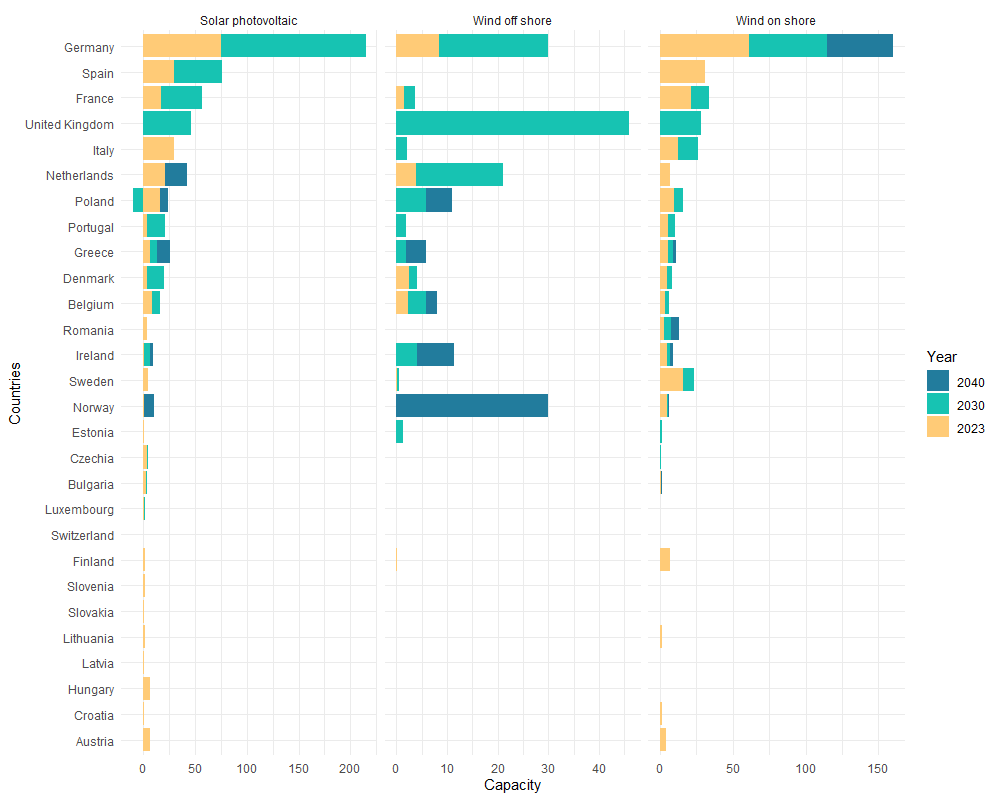 Solar photovoltaic
Wind off shore
Wind on shore
Germany
Spain
France
United Kingdom
Italy
Netherlands
Poland
Portugal
Greece
Denmark
Belgium
Romania
Ireland
Sweden
Norway
Estonia
Czechia
Bulgaria
Luxembourg
Switzerland
Finland
Slovenia
Slovakia
Lithuania
Latvia
Hungary
Croatia
Austria
Countries
0 50 100 150 200
0 10 20 30 40
0 50 100 150
Capacity
Year
2040
2030
2023